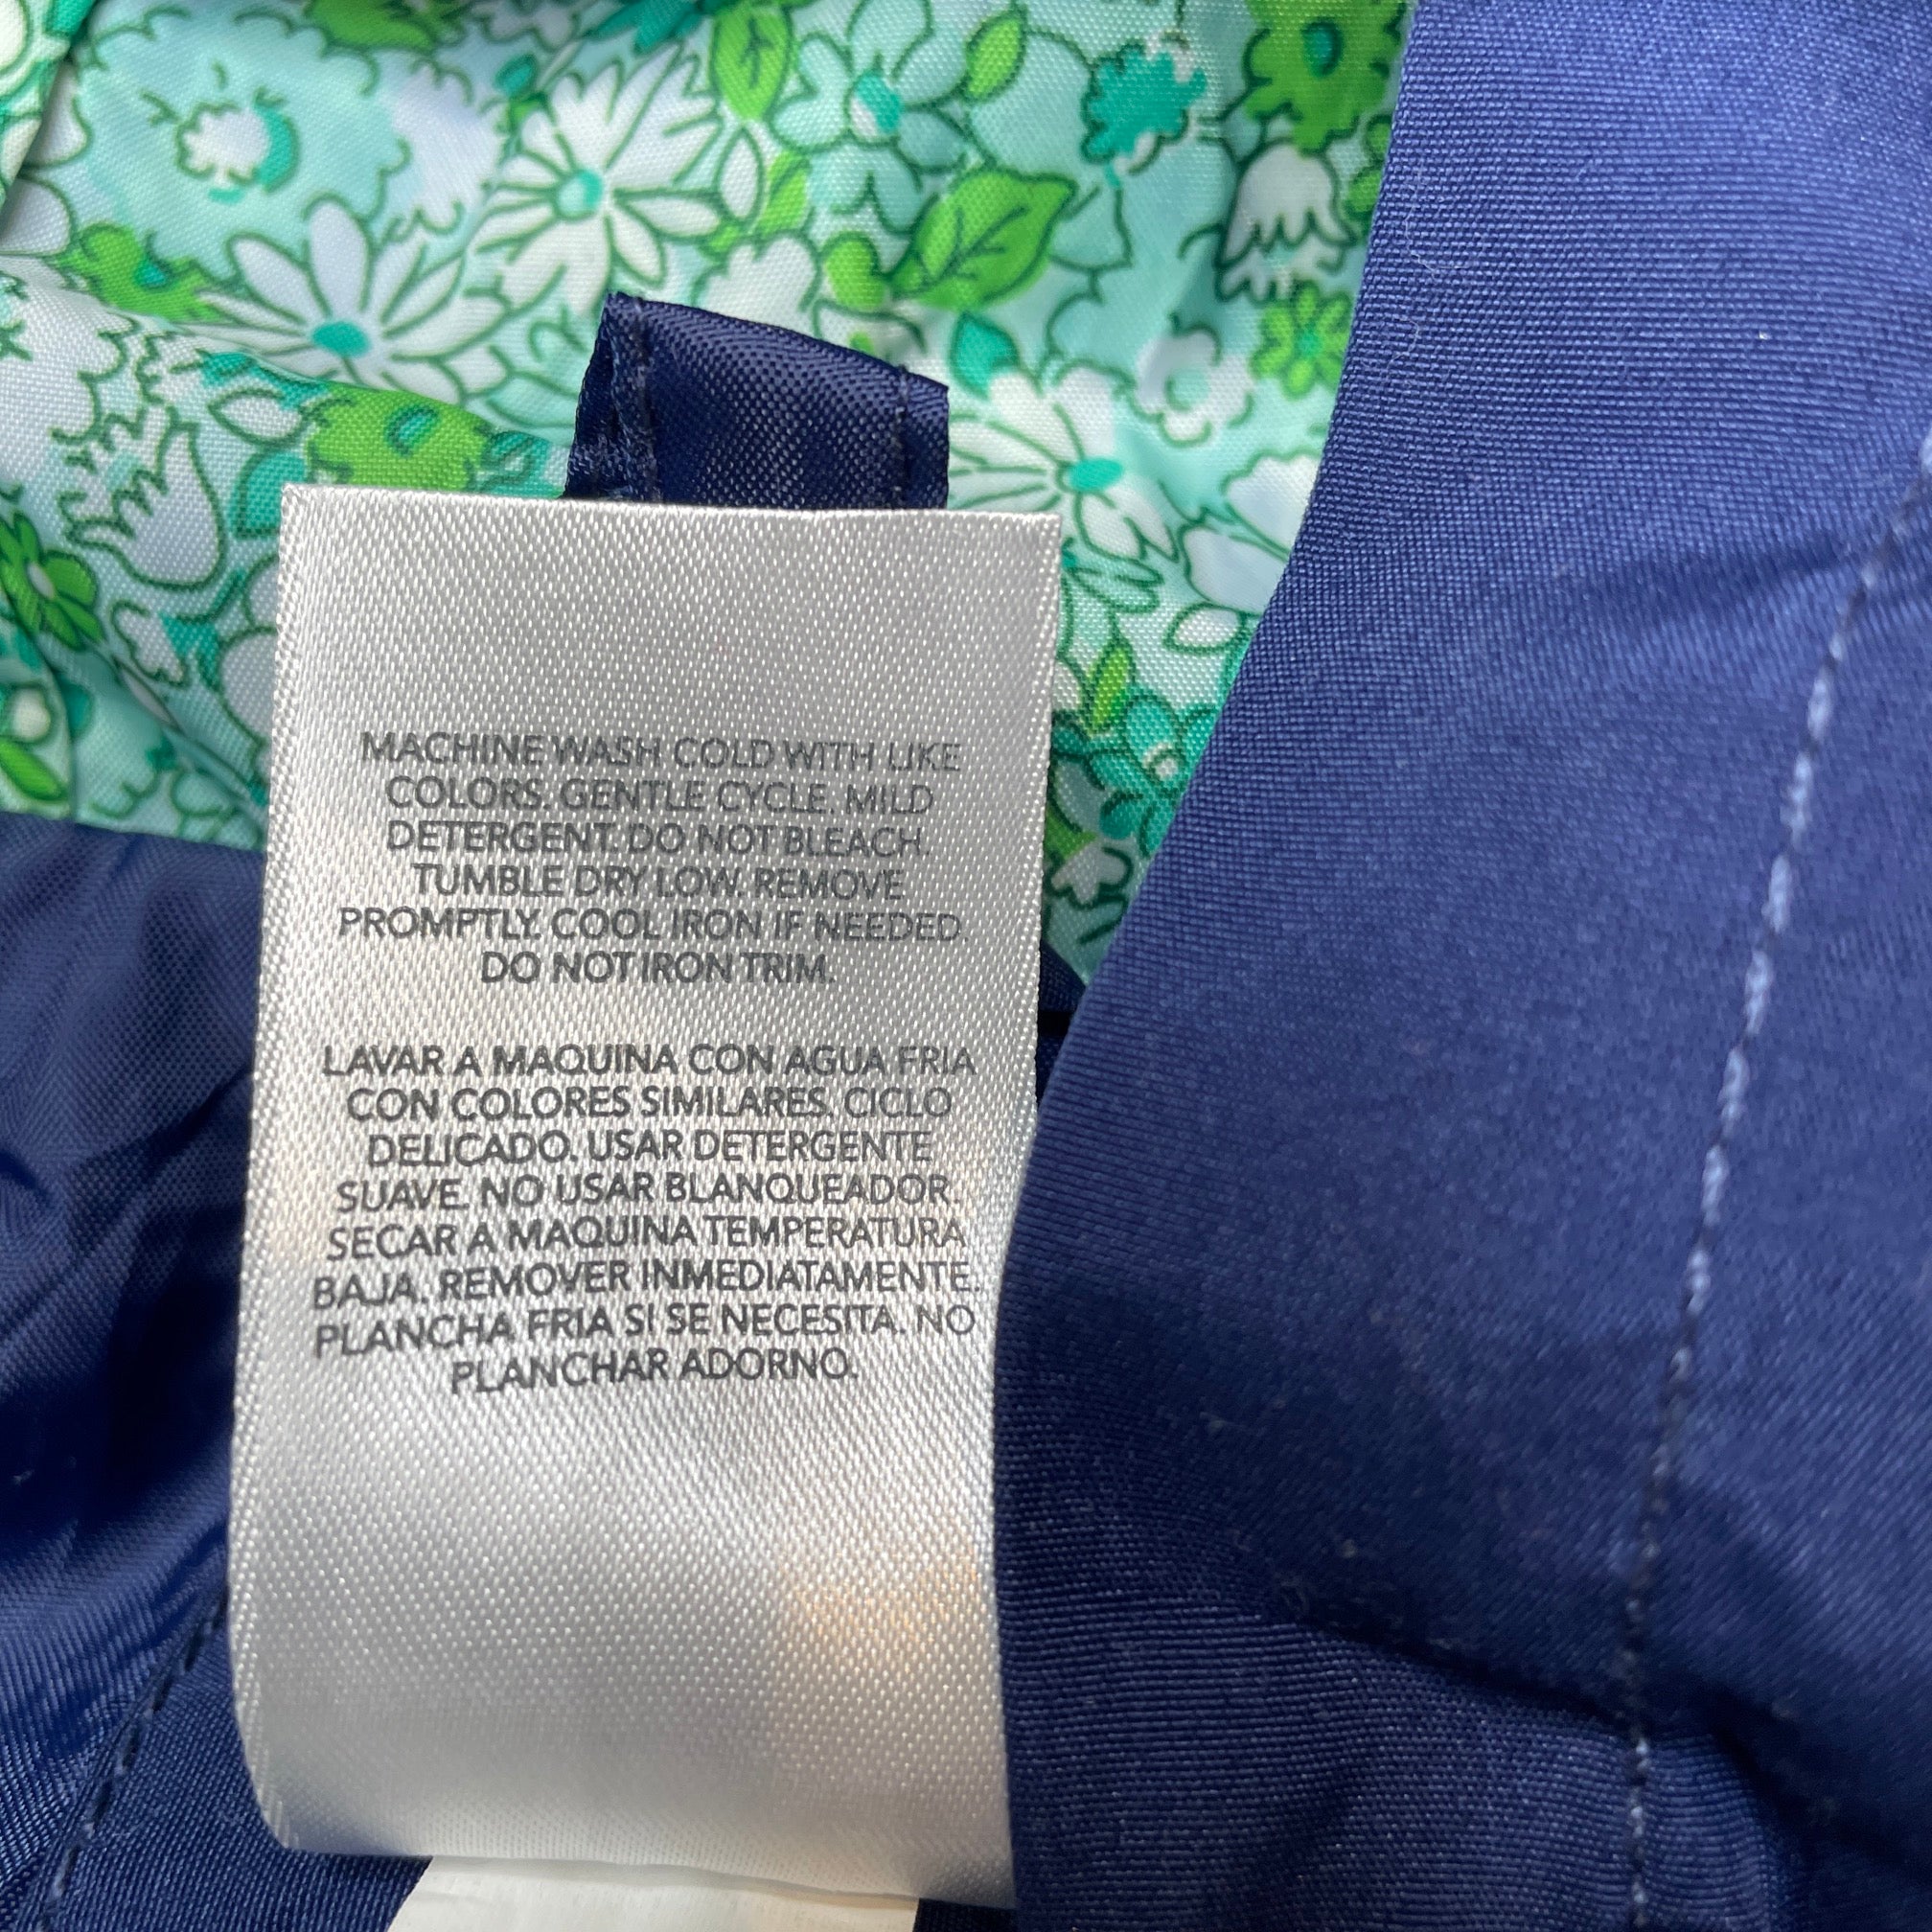 MACHINE WASH COLD WITH LIKE
COLORS. GENTLE CYCLE. MILD
DETERGENT. DO NOT BLEACH.
TUMBLE DRY LOW. REMOVE
PROMPTLY. COOL IRON IF NEEDED.
DO NOT IRON TRIM.
LAVAR A MAQUINA CON AGUA FRIA
CON COLORES SIMILARES. CICLO
DELICADO. USAR DETERGENTE
SUAVE. NO USAR BLANQUEADOR.
SECAR A MAQUINA TEMPERATURA
BAJA. REMOVER INMEDIATAMENTE.
PLANCHA FRIA SI SE NECESITA. NO
PLANCHAR ADORNO.